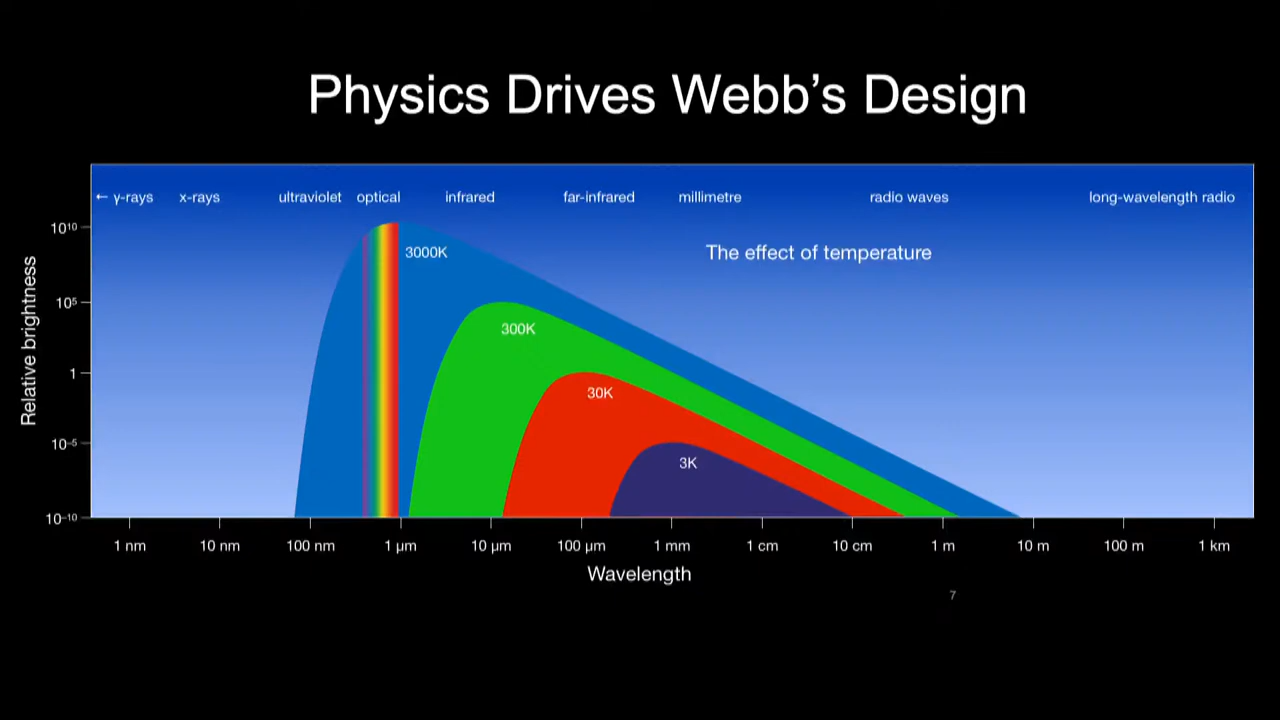 Physics Drives Webb’s Design
← γ-rays x-rays ultraviolet optical infrared far-infrared millimetre radio waves long-wavelength radio
The effect of temperature
3000K
300K
30K
3K
Relative brightness
10¹⁰
10⁵
1
10⁻⁵
10⁻¹⁰
1 nm 10 nm 100 nm 1 µm 10 µm 100 µm 1 mm 1 cm 10 cm 1 m 10 m 100 m 1 km
Wavelength
7